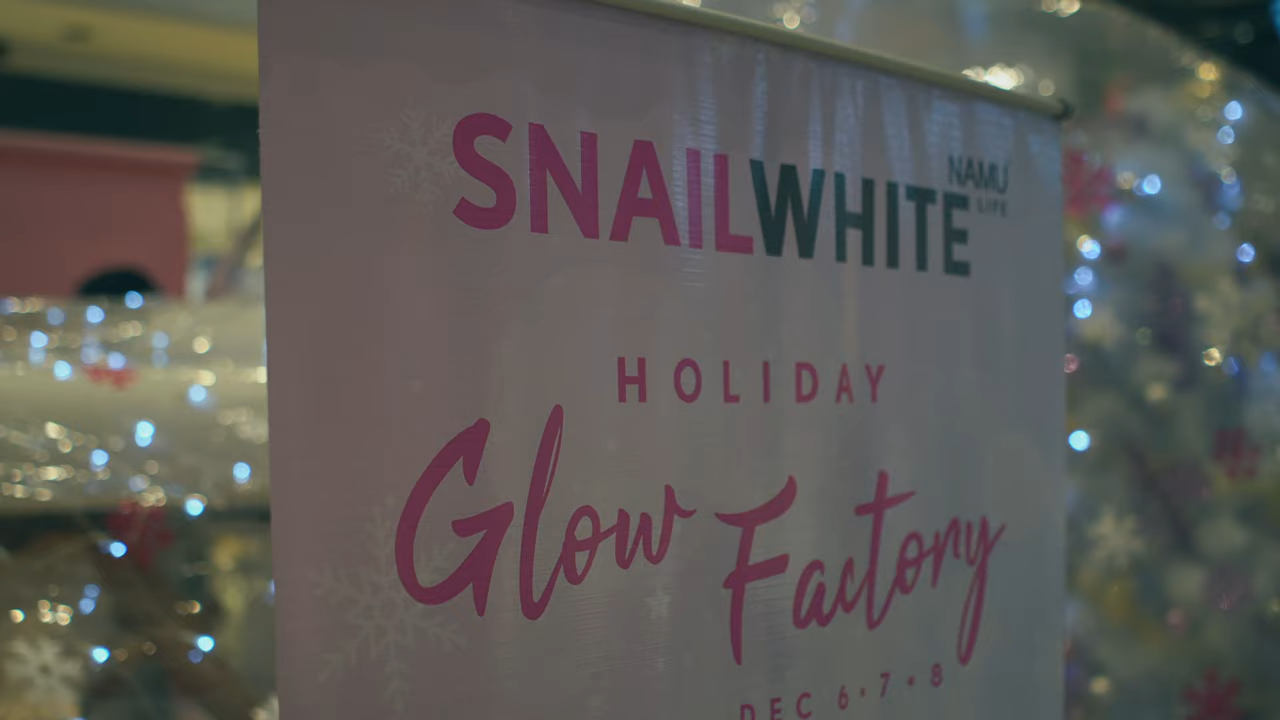 SNAILWHITE
NAMU
LIFE
HOLIDAY
Glow Factory
DEC 6 • 7 • 8